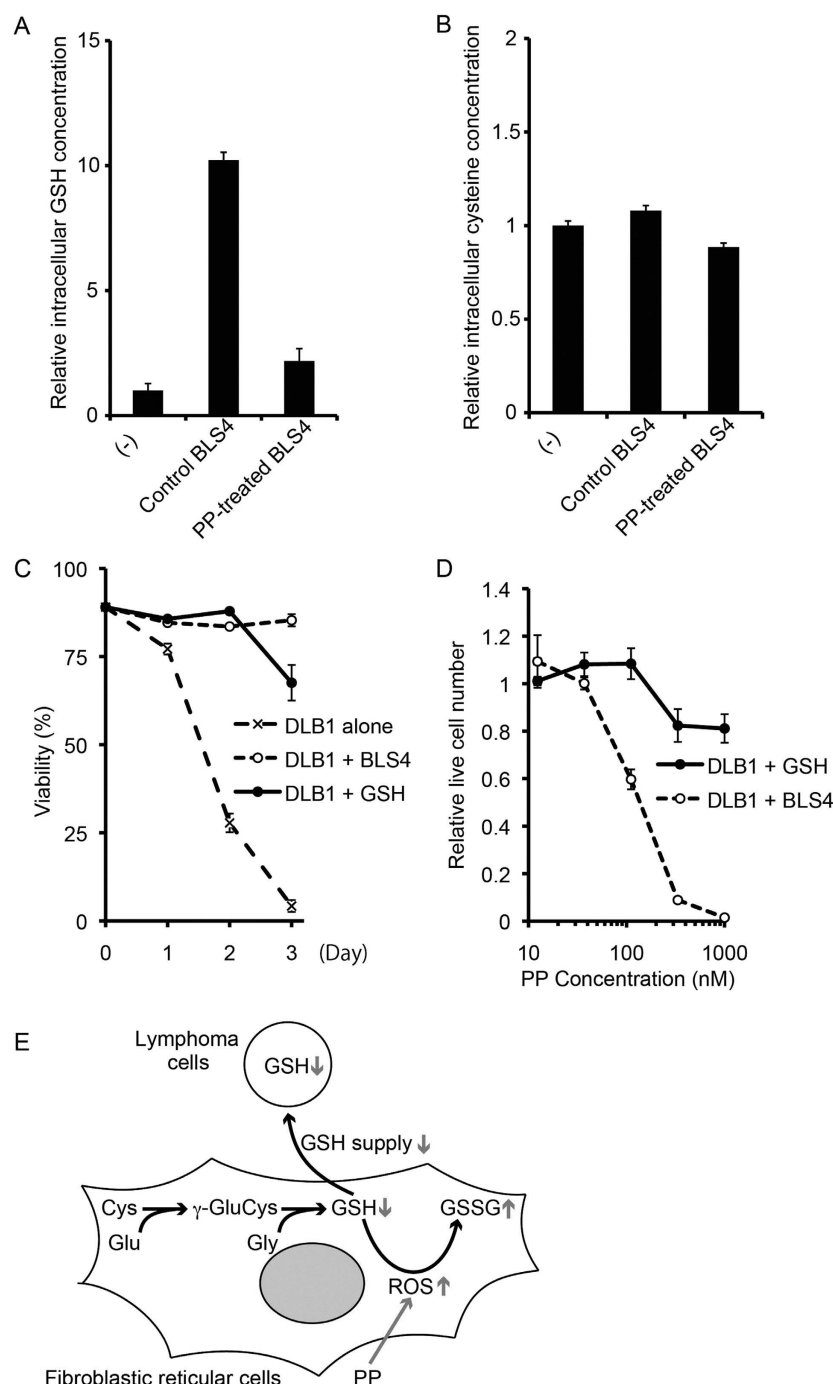 A
Relative intracellular GSH concentration
15
10
5
0
(-)
Control BLS4
PP-treated BLS4
B
Relative intracellular cysteine concentration
2
1.5
1
0.5
0
(-)
Control BLS4
PP-treated BLS4
C
Viability (%)
100
75
50
25
0
0 1 2 3 (Day)
DLB1 alone
DLB1 + BLS4
DLB1 + GSH
D
Relative live cell number
1.4
1.2
1
0.8
0.6
0.4
0.2
0
10 100 1000
PP Concentration (nM)
DLB1 + GSH
DLB1 + BLS4
E
Lymphoma
cells
GSH↓
GSH supply ↓
Cys γ-GluCys GSH↓ GSSG↑
Glu Gly
ROS↑
Fibroblastic reticular cells PP